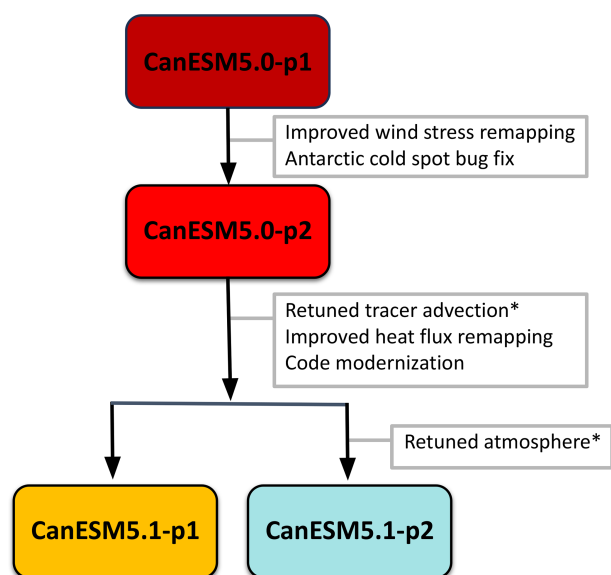 CanESM5.0-p1
Improved wind stress remapping
Antarctic cold spot bug fix
CanESM5.0-p2
Retuned tracer advection*
Improved heat flux remapping
Code modernization
Retuned atmosphere*
CanESM5.1-p1
CanESM5.1-p2